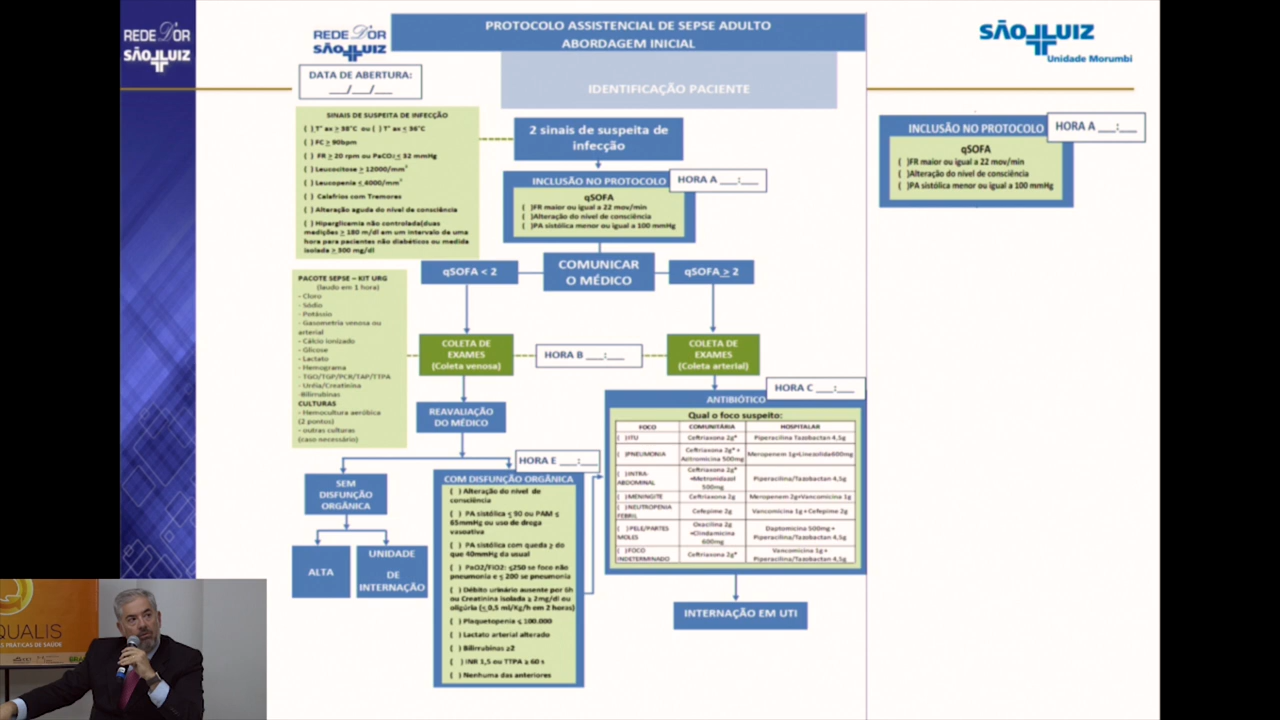 REDE D'OR
SÃO LUIZ
REDE D'OR
SÃO LUIZ
PROTOCOLO ASSISTENCIAL DE SEPSE ADULTO
ABORDAGEM INICIAL
SÃO LUIZ
Unidade Morumbi
DATA DE ABERTURA:
___/___/___
IDENTIFICAÇÃO PACIENTE
SINAIS DE SUSPEITA DE INFECÇÃO
( ) T° ax ≥ 38°C ou ( ) T° ax ≤ 36°C
( ) FC ≥ 90bpm
( ) FR ≥ 20 rpm ou PaCO₂ ≤ 32 mmHg
( ) Leucocitose ≥ 12000/mm³
( ) Leucopenia ≤ 4000/mm³
( ) Calafrios com Tremores
( ) Alteração aguda do nível de consciência
( ) Hiperglicemia não controlada(duas
medições ≥ 180 m/dl em um intervalo de uma
hora para pacientes não diabéticos ou medida
isolada ≥ 300 mg/dl
2 sinais de suspeita de
infecção
INCLUSÃO NO PROTOCOLO
HORA A ___:___
qSOFA
( )FR maior ou igual a 22 mov/min
( )Alteração do nível de consciência
( )PA sistólica menor ou igual a 100 mmHg
INCLUSÃO NO PROTOCOLO
HORA A ___:___
qSOFA
( )FR maior ou igual a 22 mov/min
( )Alteração do nível de consciência
( )PA sistólica menor ou igual a 100 mmHg
qSOFA < 2
COMUNICAR
O MÉDICO
qSOFA ≥ 2
PACOTE SEPSE – KIT URG
(laudo em 1 hora)
- Cloro
- Sódio
- Potássio
- Gasometria venosa ou
arterial
- Cálcio ionizado
- Glicose
- Lactato
- Hemograma
- TGO/TGP/PCR/TAP/TTPA
- Uréia/Creatinina
-Bilirrubinas
CULTURAS
- Hemocultura aeróbica
(2 pontos)
- outras culturas
(caso necessário)
COLETA DE
EXAMES
(Coleta venosa)
HORA B ___:___
COLETA DE
EXAMES
(Coleta arterial)
REAVALIAÇÃO
DO MÉDICO
HORA C ___:___
ANTIBIÓTICO
Qual o foco suspeito:
FOCO COMUNITÁRIA HOSPITALAR
( )ITU Ceftriaxona 2g* Piperacilina Tazobactan 4,5g
( )PNEUMONIA Ceftriaxona 2g* + Azitromicina 500mg Meropenem 1g+Linesolida600mg
( )INTRA-ABDOMINAL Ceftriaxona 2g* +Metronidazol 500mg Piperacilina/Tazobactan 4,5g
( )MENINGITE Ceftriaxona 2g Meropenem 2g+Vancomicina 1g
( )NEUTROPENIA FEBRIL Cefepime 2g Vancomicina 1g + Cefepime 2g
( )PELE/PARTES MOLES Oxacilina 2g +Clindamicina 600mg Daptomicina 500mg + Piperacilina/Tazobactan 4,5g
( )FOCO INDETERMINADO Ceftriaxona 2g* Vancomicina 1g + Piperacilina/Tazobactan 4,5g
INTERNAÇÃO EM UTI
SEM
DISFUNÇÃO
ORGÂNICA
ALTA
UNIDADE
DE
INTERNAÇÃO
HORA E ___:___
COM DISFUNÇÃO ORGÂNICA
( ) Alteração do nível de
consciência
( ) PA sistólica ≤ 90 ou PAM ≤
65mmHg ou uso de droga
vasoativa
( ) PA sistólica com queda ≥ do
que 40mmHg da usual
( ) PaO2/FiO2: ≤250 se foco não
pneumonia e ≤ 200 se pneumonia
( ) Débito urinário ausente por 6h
ou Creatinina isolada ≥ 2mg/dl ou
oligúria (≤ 0,5 ml/Kg/h em 2 horas)
( ) Plaquetopenia ≤ 100.000
( ) Lactato arterial alterado
( ) Bilirrubinas ≥2
( ) INR 1,5 ou TTPA ≥ 60 s
( ) Nenhuma das anteriores
QUALIS
PRÁTICAS DE SAÚDE